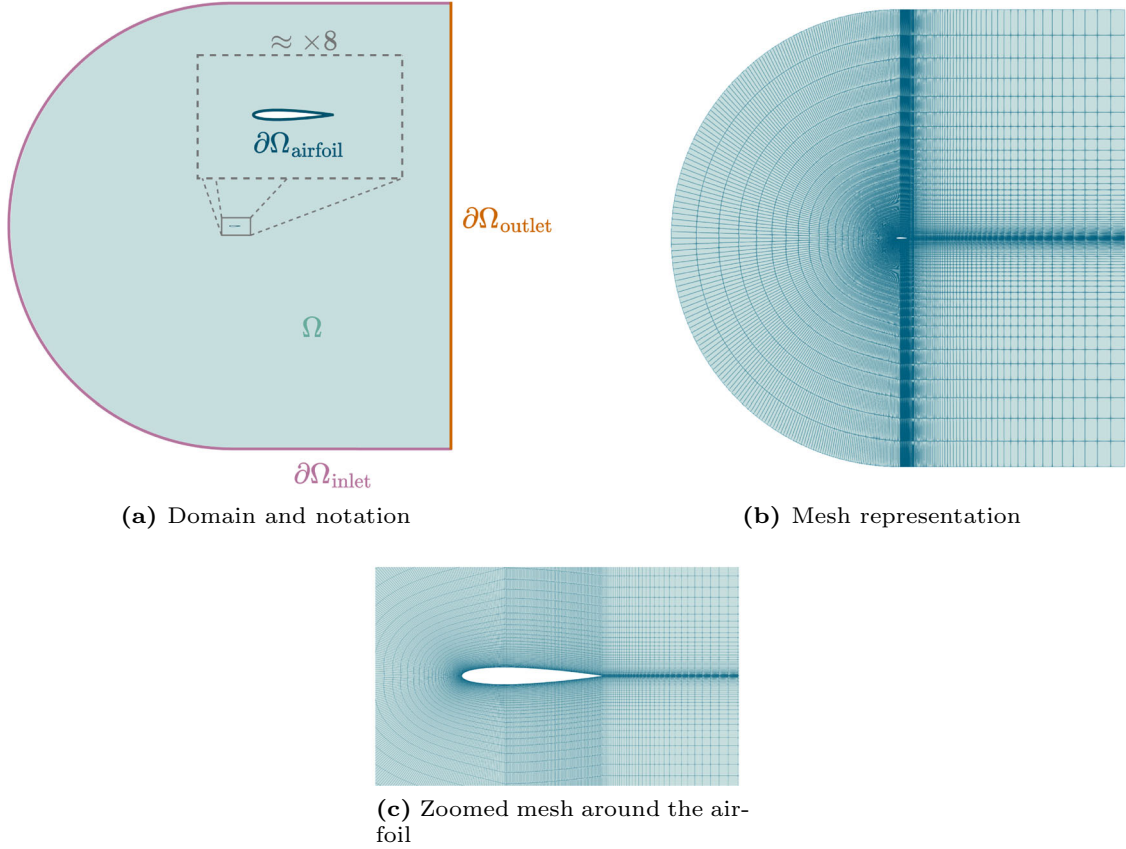 ≈ ×8
∂Ω_airfoil
∂Ω_outlet
Ω
∂Ω_inlet
(a) Domain and notation
(b) Mesh representation
(c) Zoomed mesh around the air-
foil